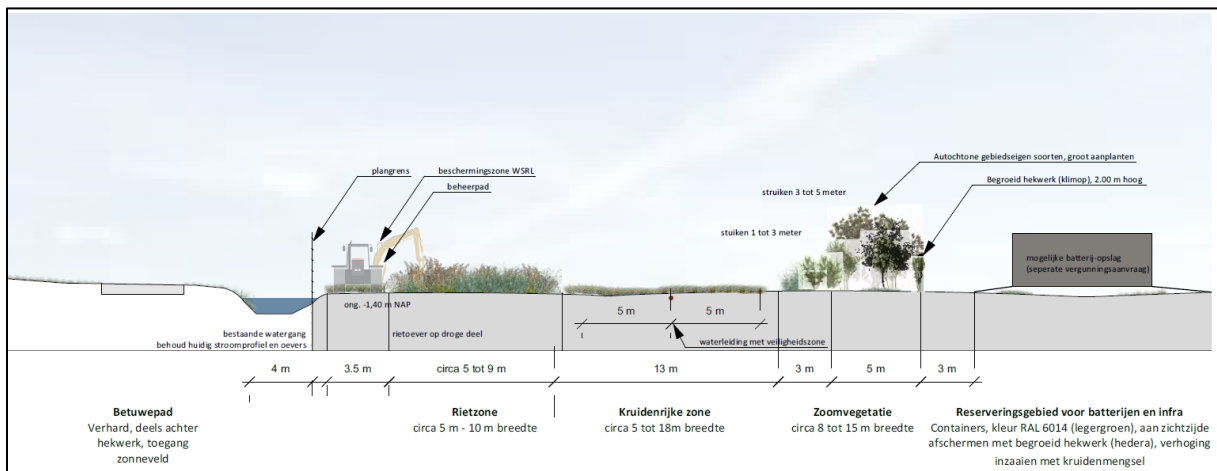 Autochtone gebiedseigen soorten, groot aanplanten
plangrens
beschermingszone WSRL
beheerpad
Begroeid hekwerk (klimop), 2.00 m hoog
struiken 3 tot 5 meter
stuiken 1 tot 3 meter
mogelijke batterij-opslag
(seperate vergunningsaanvraag)
ong. -1,40 m NAP
5 m
5 m
bestaande watergang
behoud huidig stroomprofiel en oevers
rietoever op droge deel
waterleiding met veiligheidszone
4 m
3.5 m
circa 5 tot 9 m
13 m
3 m
5 m
3 m
Betuwepad
Verhard, deels achter
hekwerk, toegang
zonneveld
Rietzone
circa 5 m - 10 m breedte
Kruidenrijke zone
circa 5 tot 18m breedte
Zoomvegetatie
circa 8 tot 15 m breedte
Reserveringsgebied voor batterijen en infra
Containers, kleur RAL 6014 (legergroen), aan zichtzijde
afschermen met begroeid hekwerk (hedera), verhoging
inzaaien met kruidenmengsel